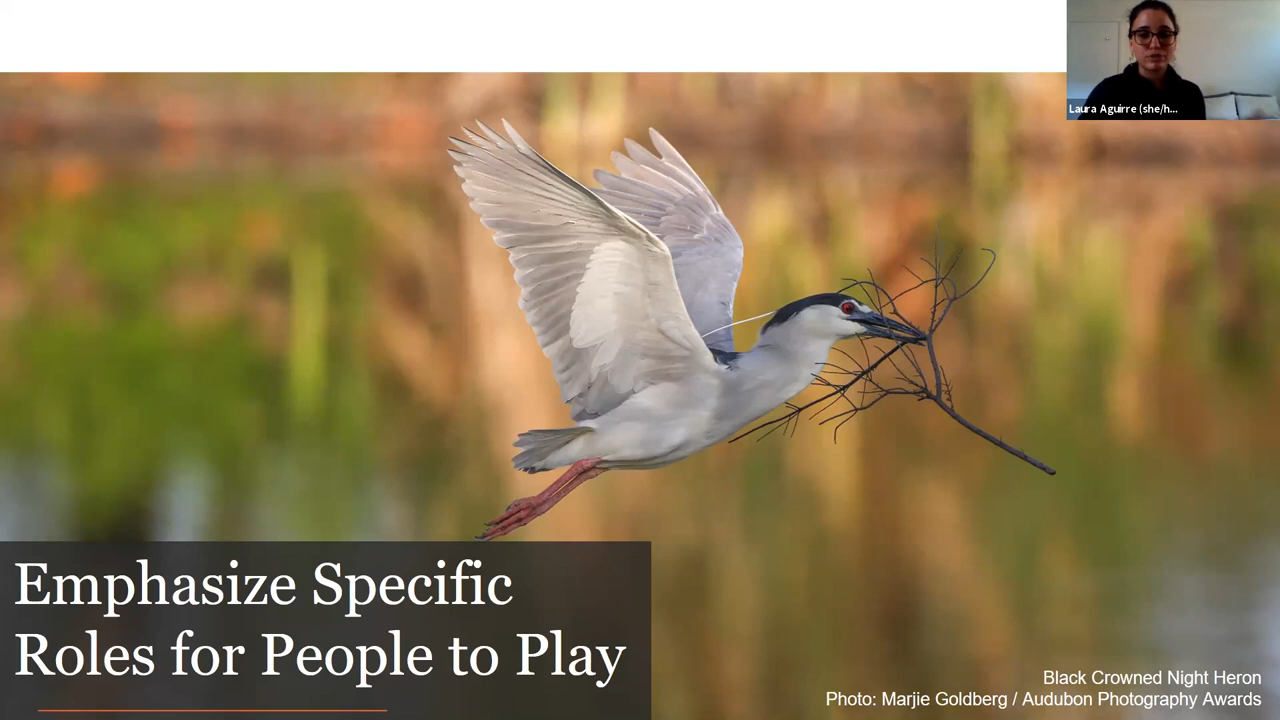 Laura Aguirre (she/h...
Emphasize Specific
Roles for People to Play
Black Crowned Night Heron
Photo: Marjie Goldberg / Audubon Photography Awards